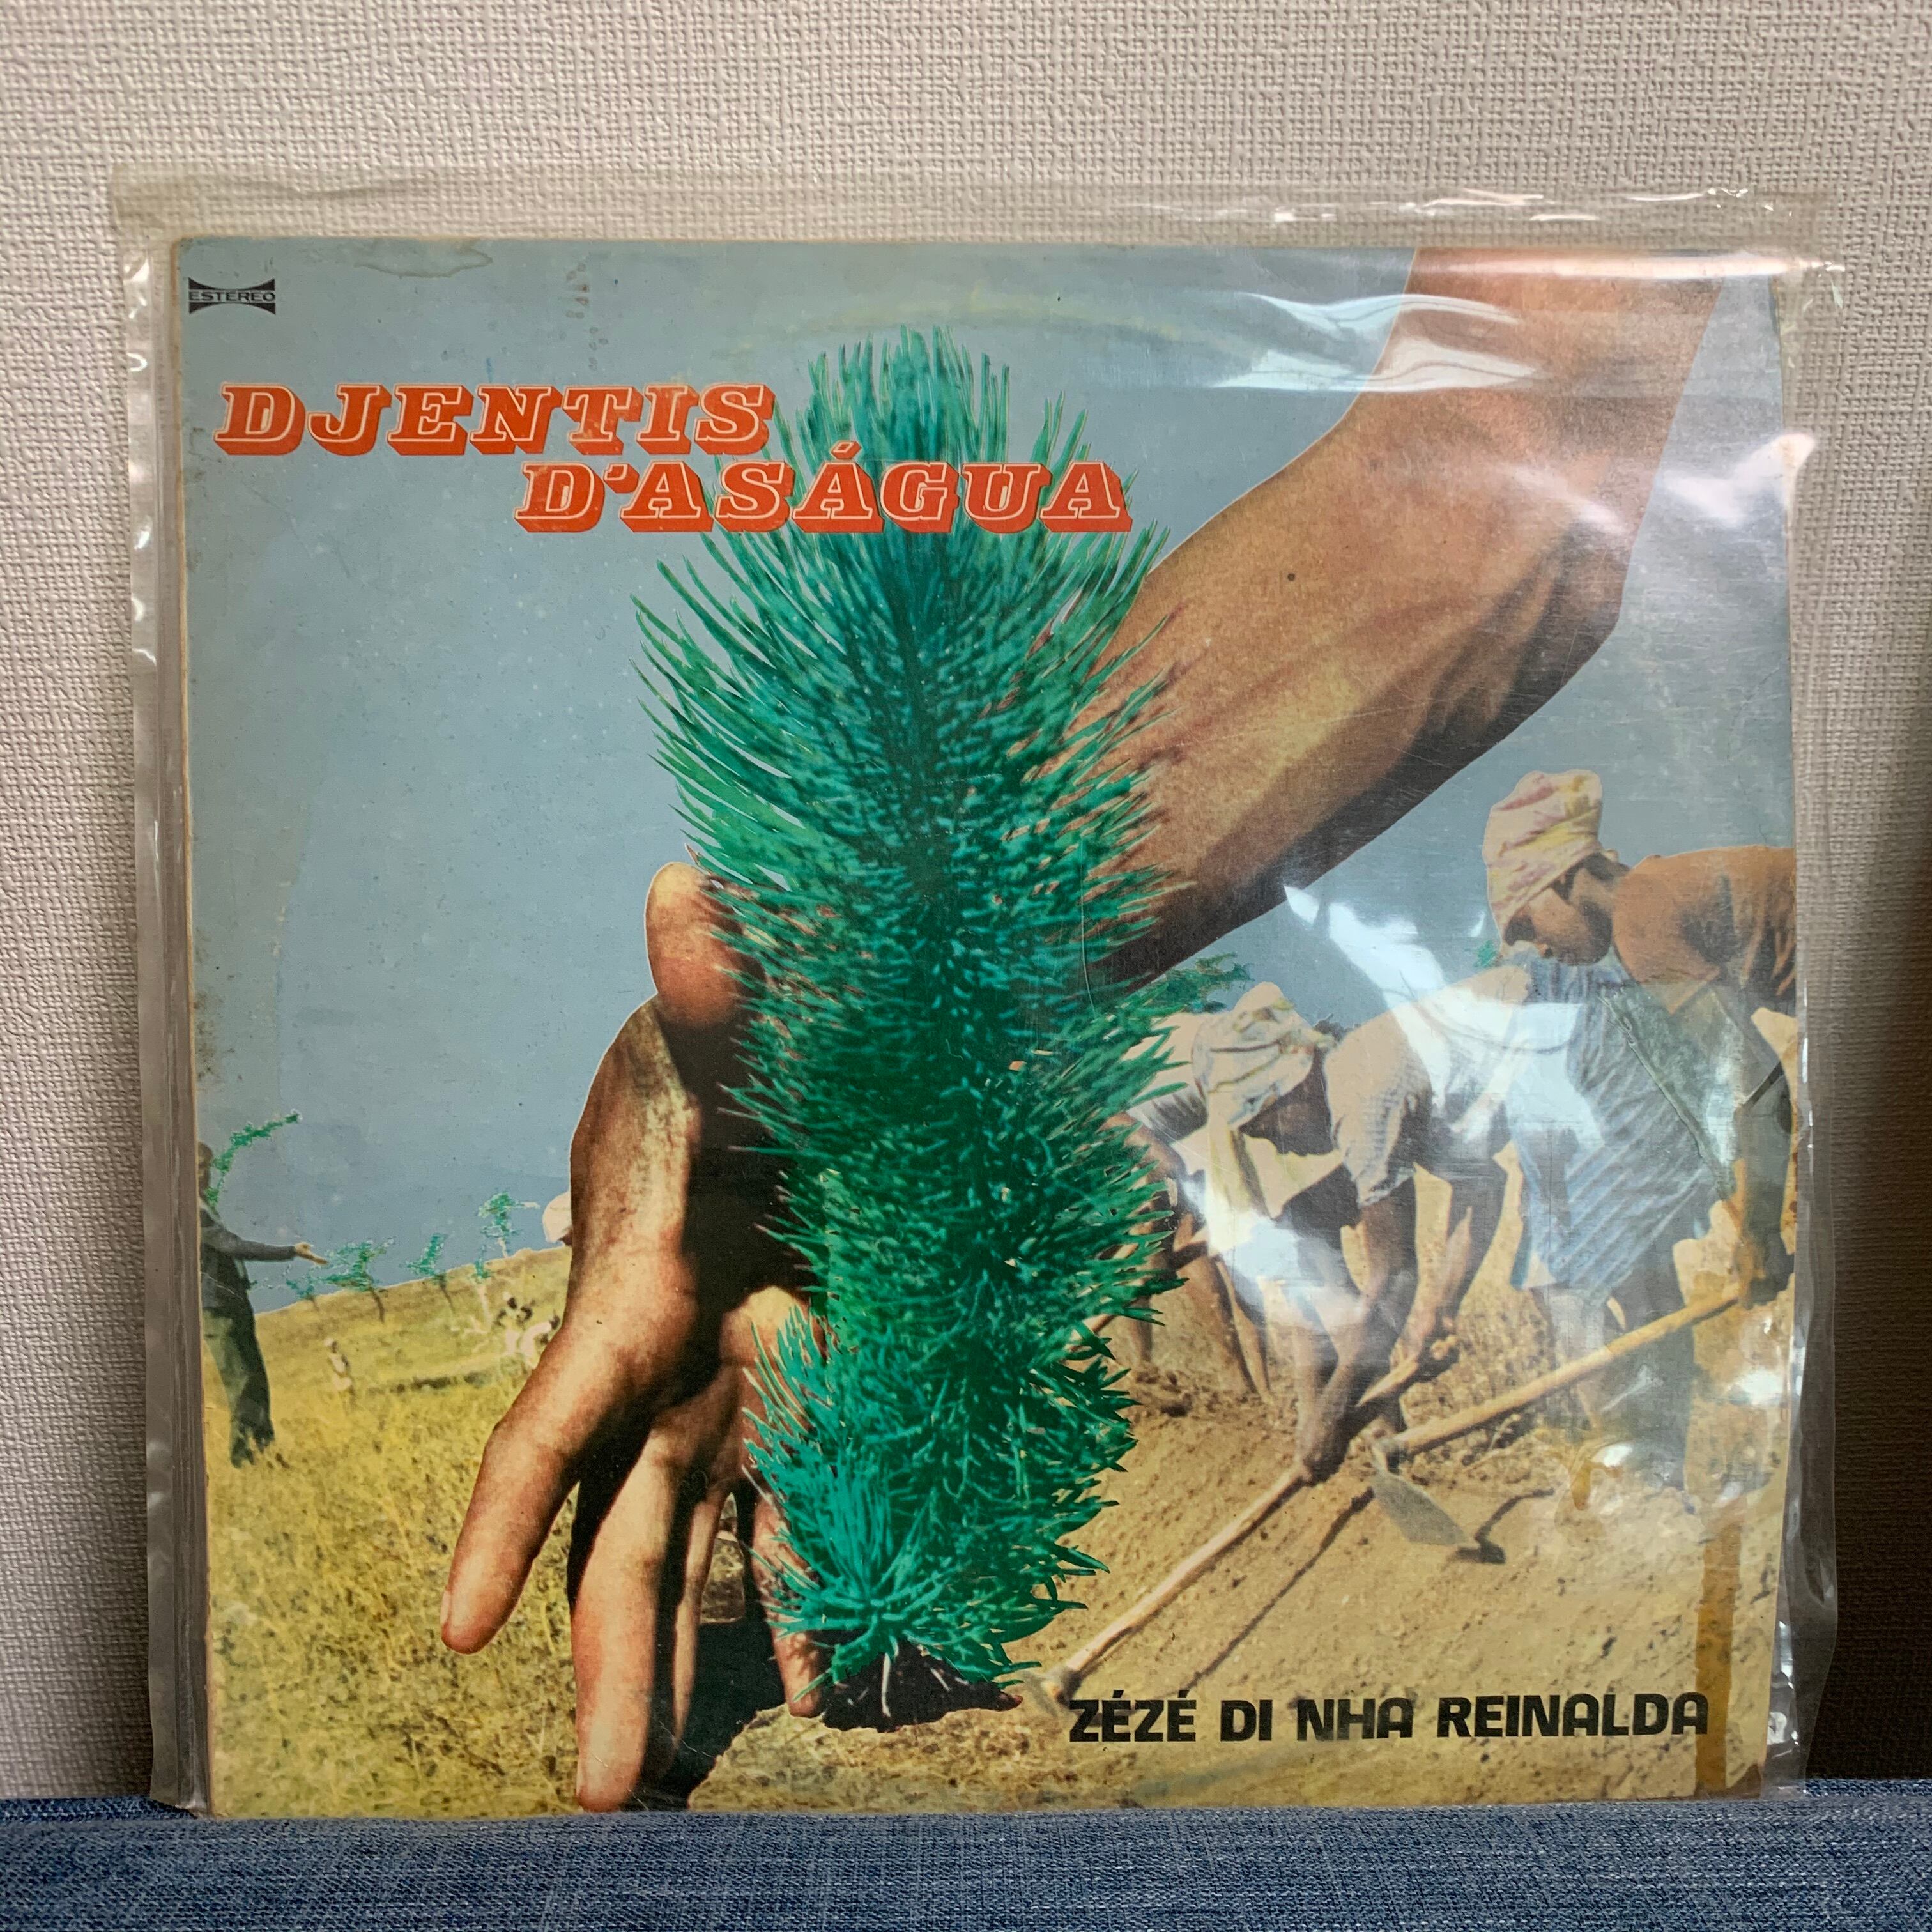 ESTEREO
DJENTIS
D'ASÁGUA
ZÉZÉ DI NHA REINALDA